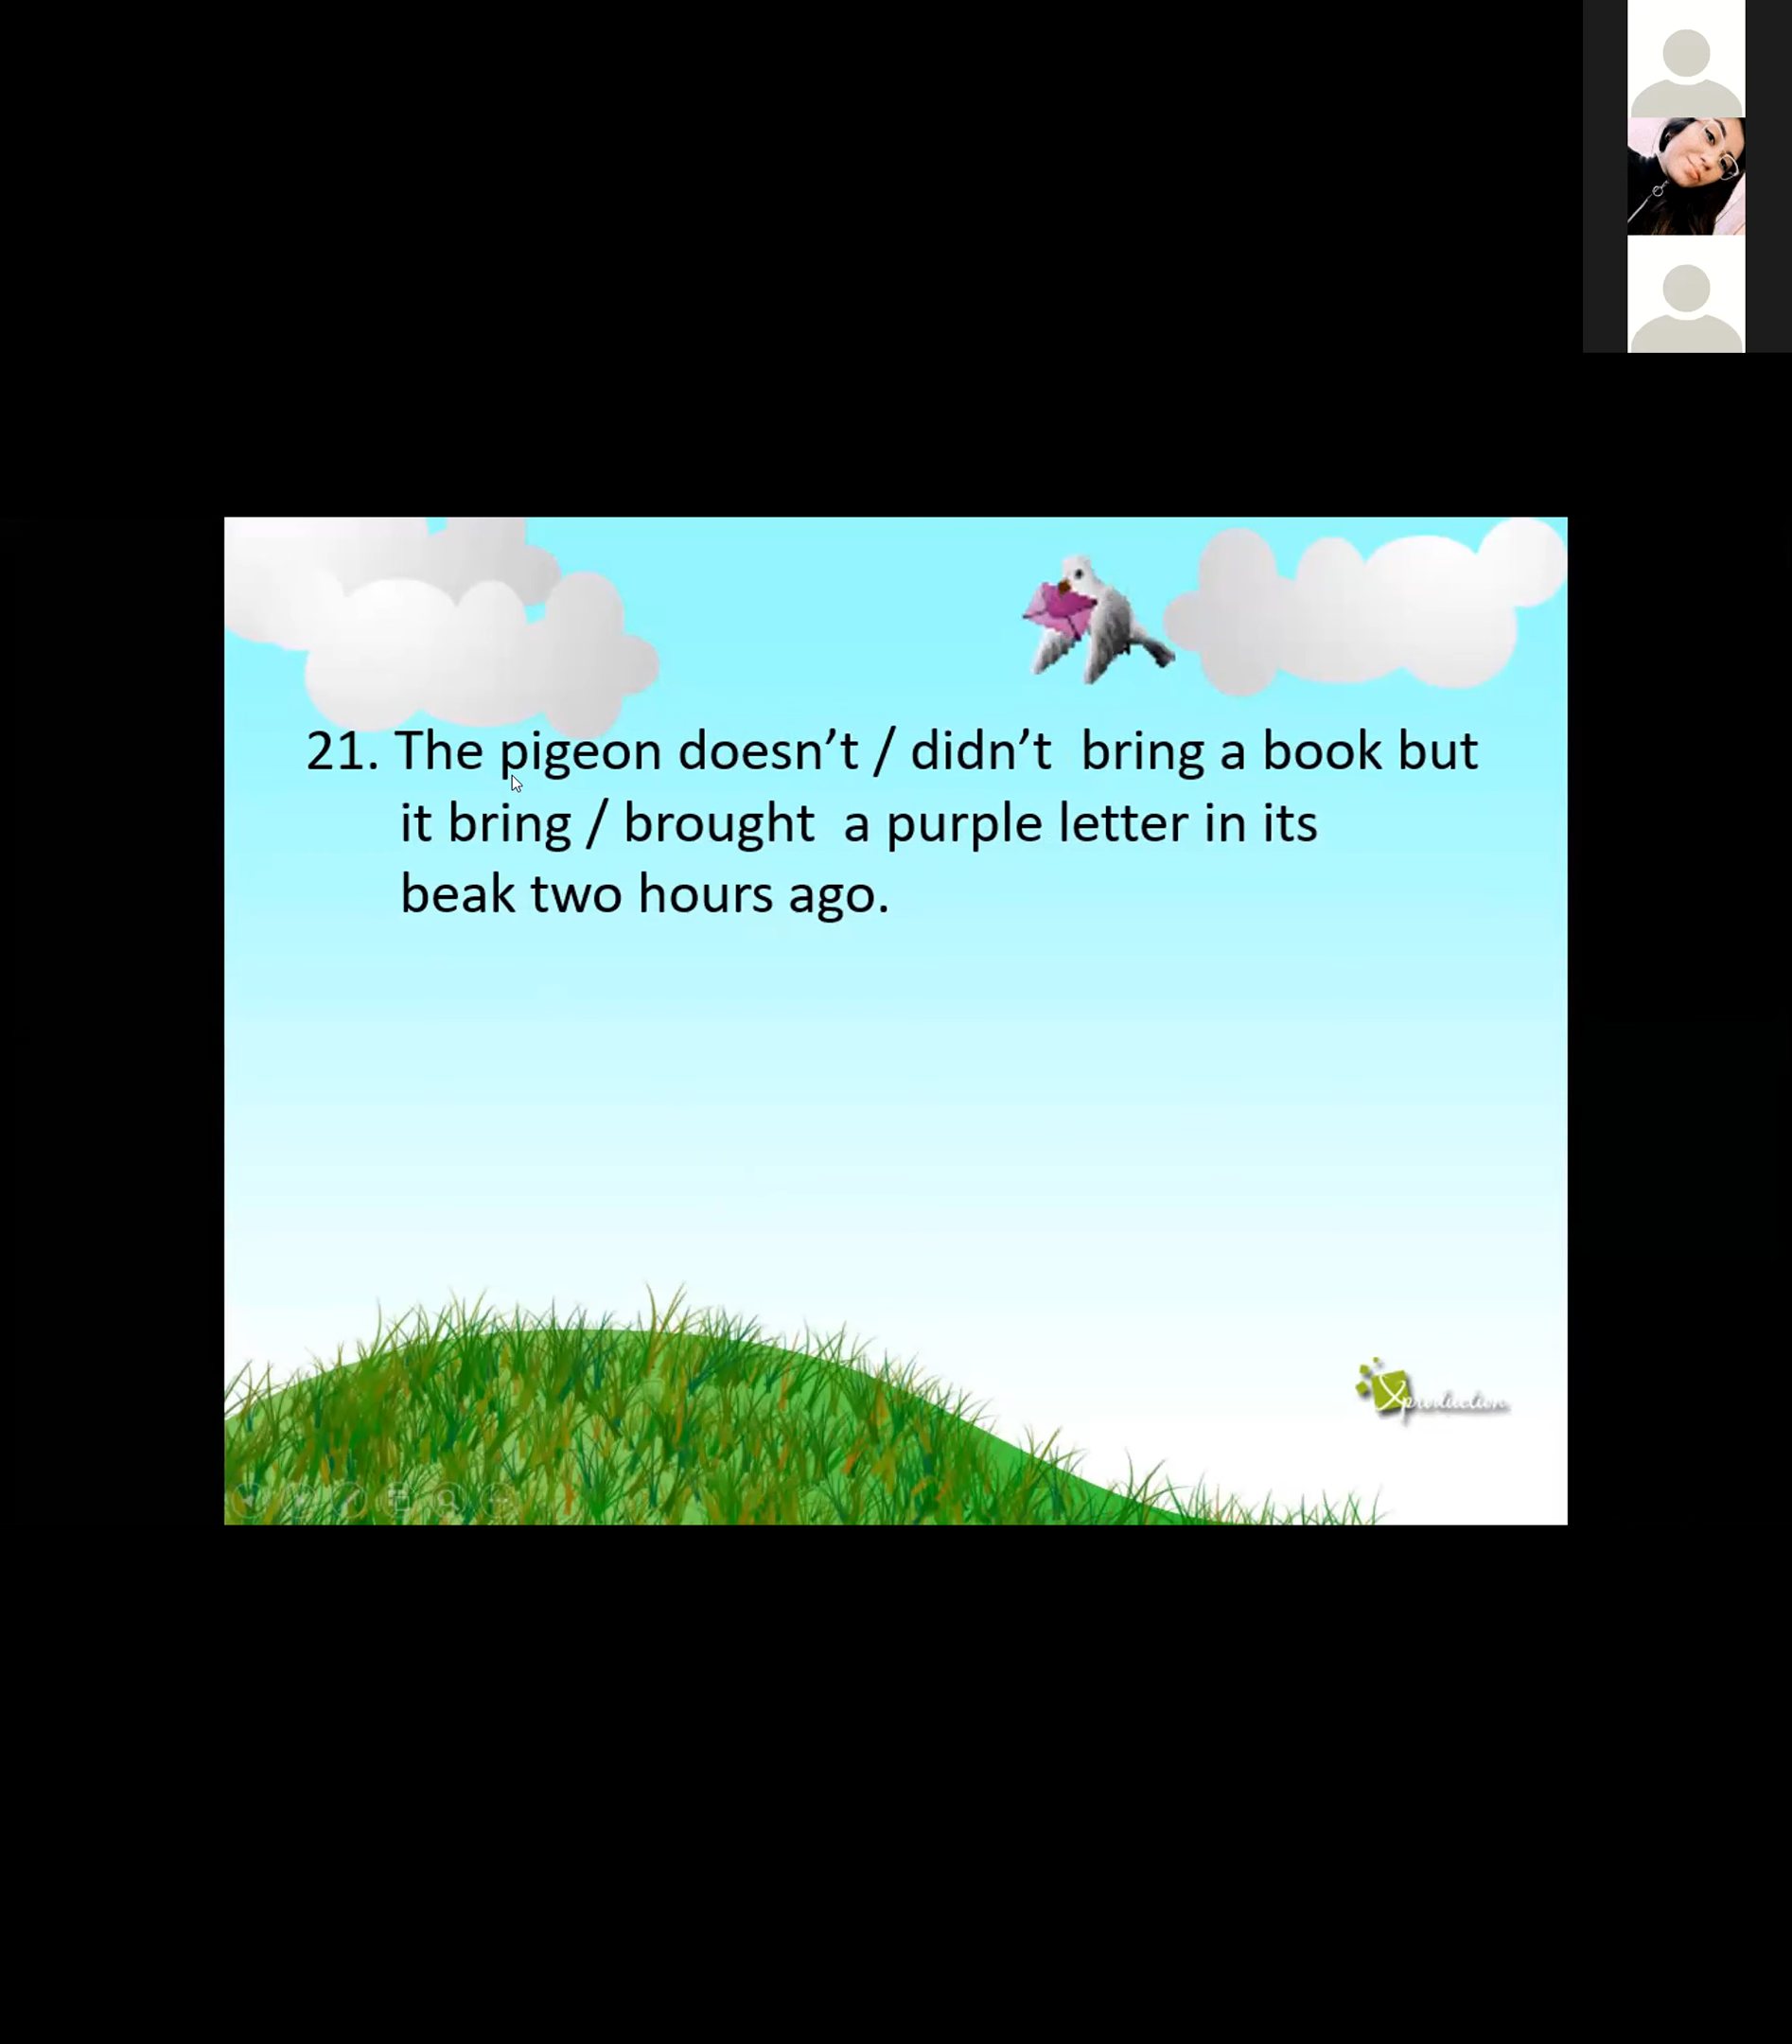 21. The pigeon doesn’t / didn’t bring a book but
it bring / brought a purple letter in its
beak two hours ago.
Xproduction